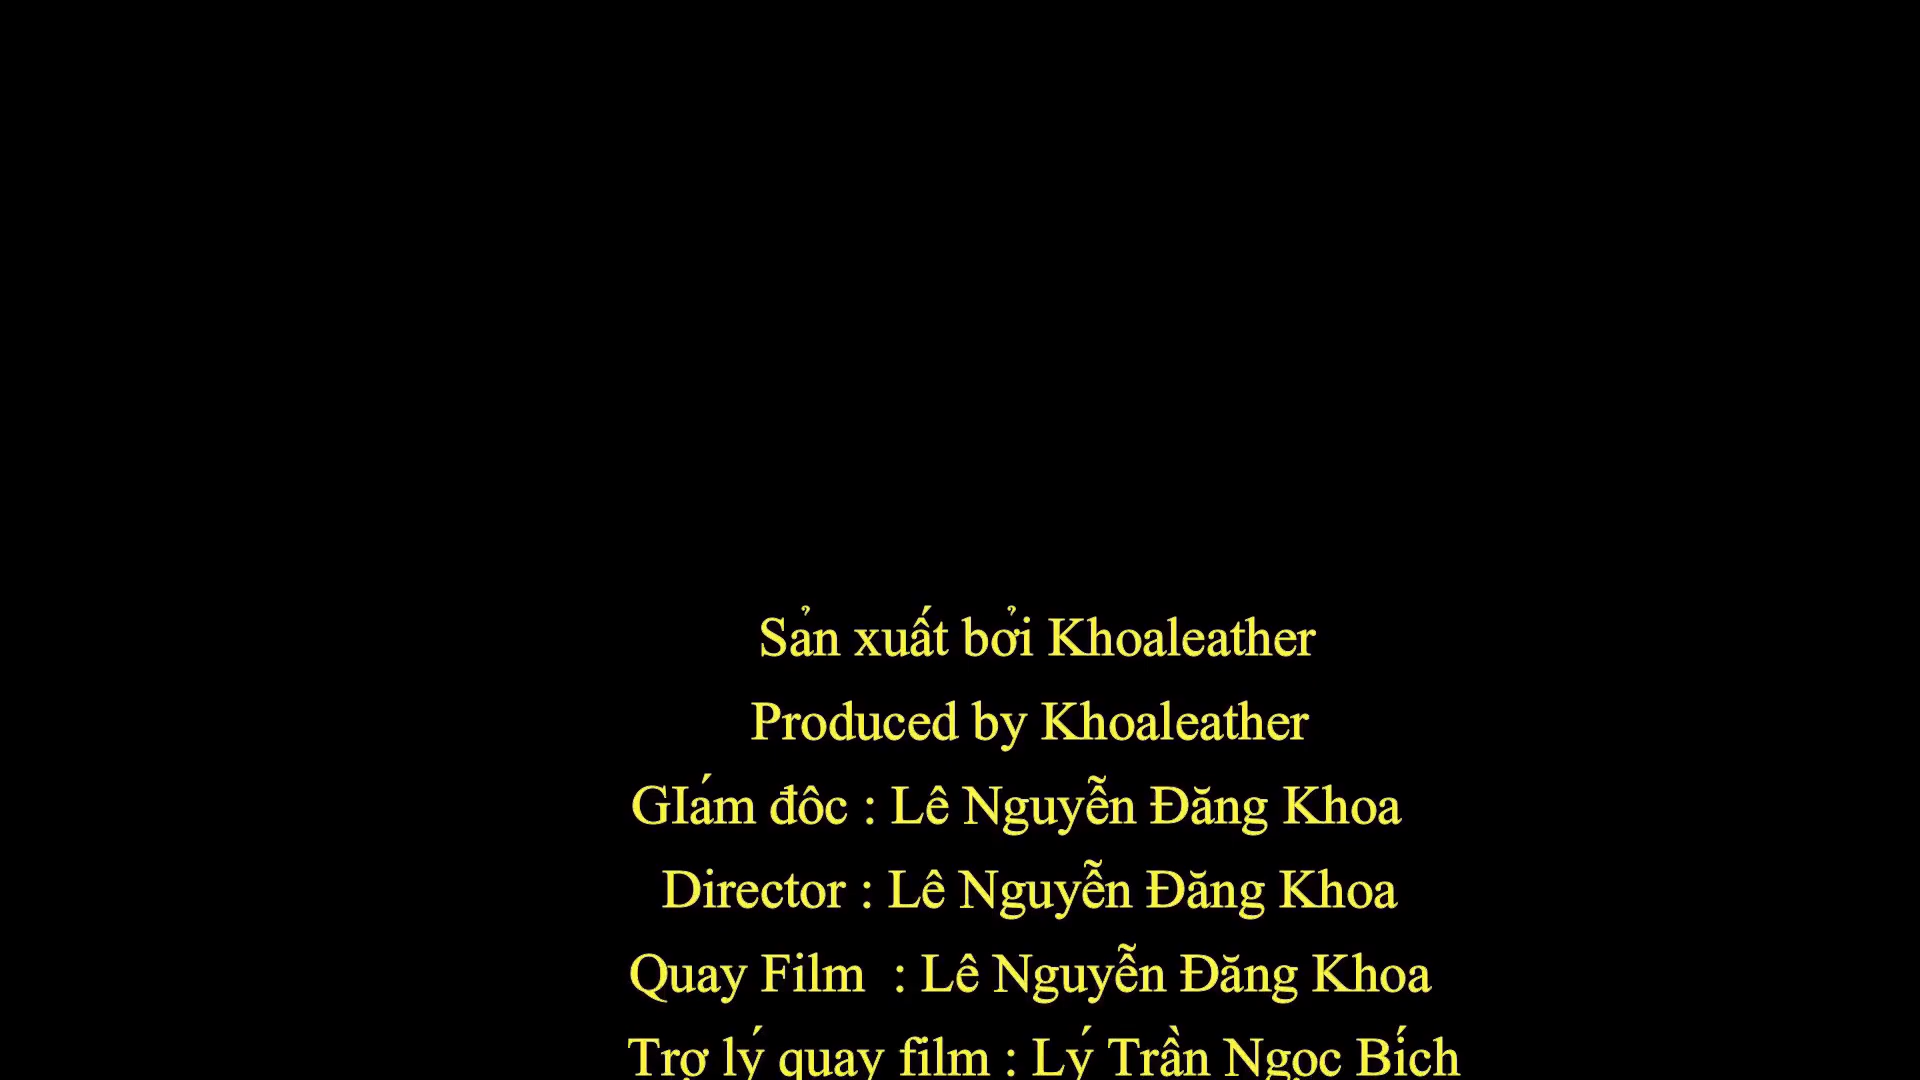 Sản xuất bởi Khoaleather
Produced by Khoaleather
GIám đôc : Lê Nguyễn Đăng Khoa
Director : Lê Nguyễn Đăng Khoa
Quay Film : Lê Nguyễn Đăng Khoa
Trợ lý quay film : Lý Trần Ngọc Bích